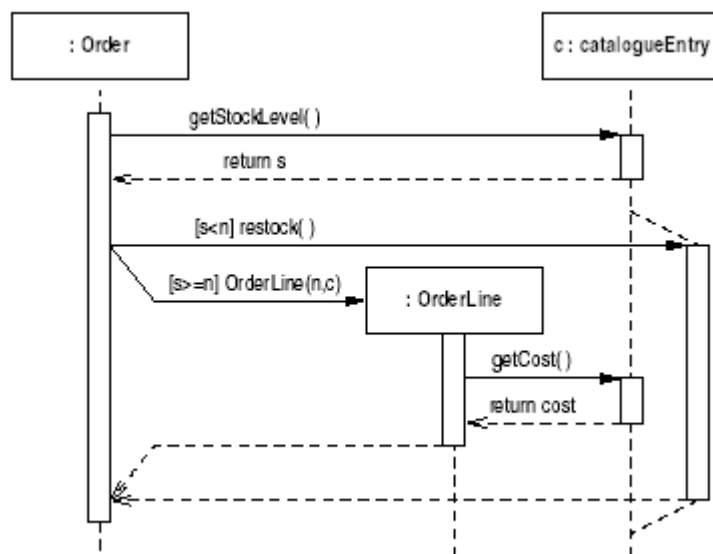 : Order
c : catalogueEntry
getStockLevel( )
return s
[s<n] restock( )
[s>=n] OrderLine(n,c)
: OrderLine
getCost( )
return cost